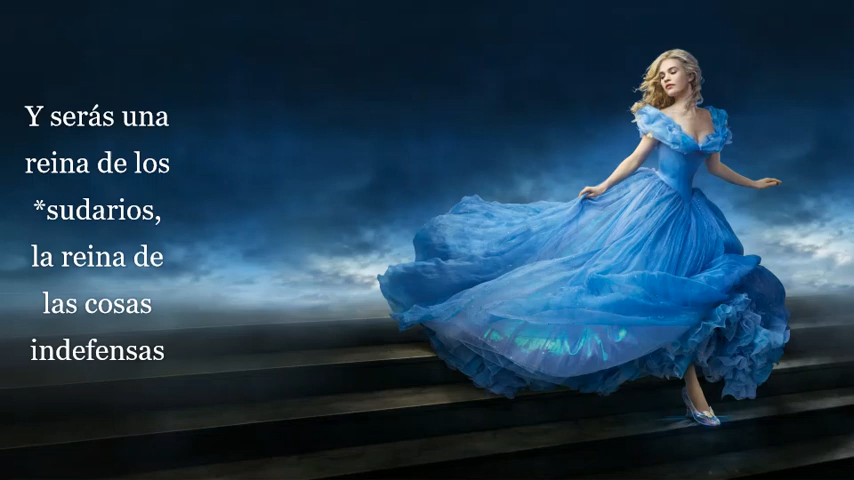 Y serás una
reina de los
*sudarios,
la reina de
las cosas
indefensas